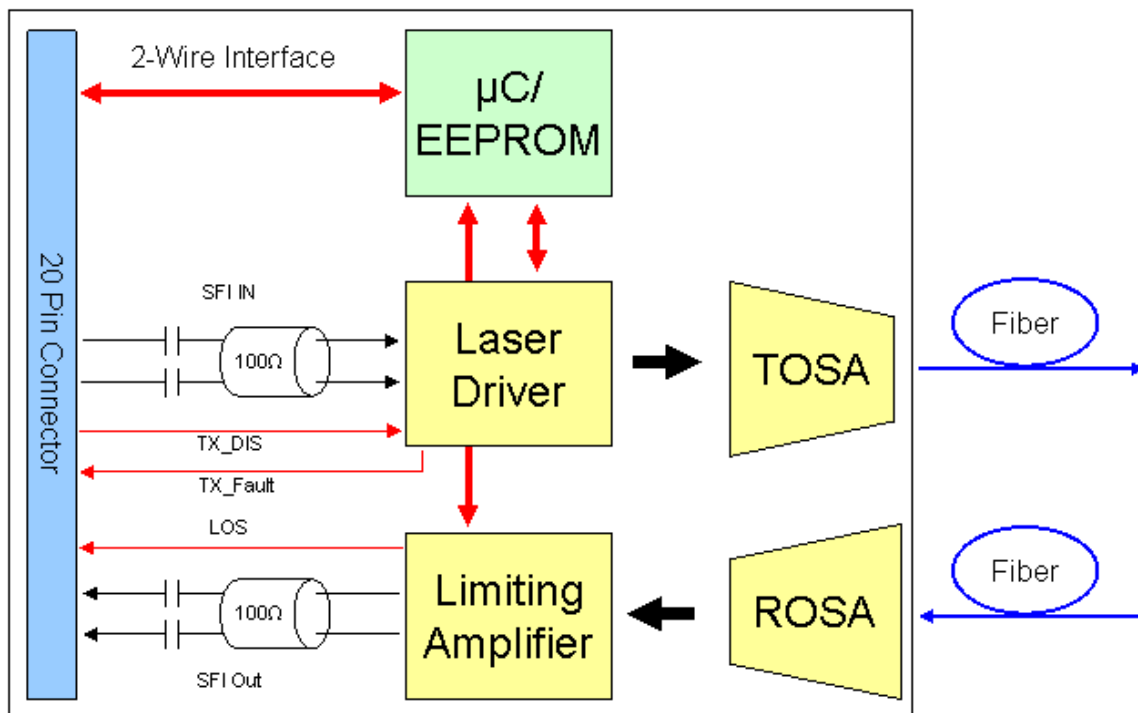 2-Wire Interface
µC/
EEPROM
20 Pin Connector
SFI IN
100Ω
Laser
Driver
TOSA
Fiber
TX_DIS
TX_Fault
LOS
100Ω
SFI Out
Limiting
Amplifier
ROSA
Fiber